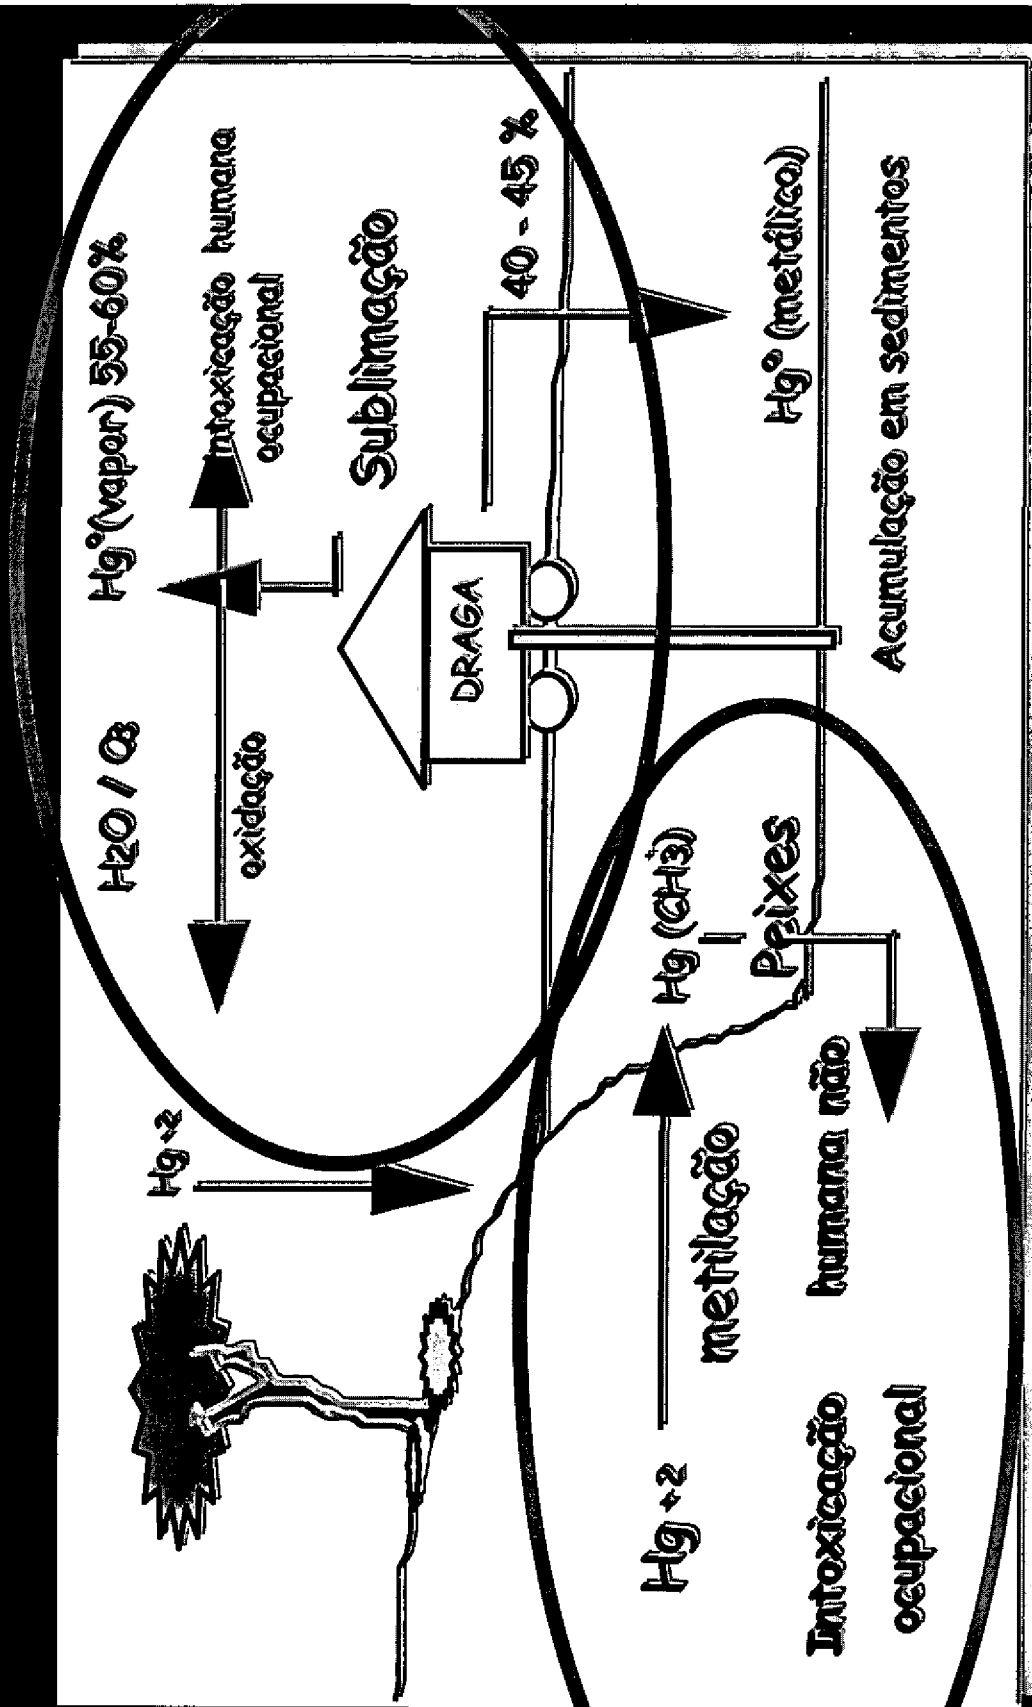 H2O / O3
Hg°(vapor) 55-60%
Hg +2
Intoxicação humana
ocupacional
oxidação
Sublimação
DRAGA
40 - 45 %
Hg +2
metilação
Hg (CH3)+
Peixes
Hg° (metálico)
Intoxicação humana não
ocupacional
Acumulação em sedimentos